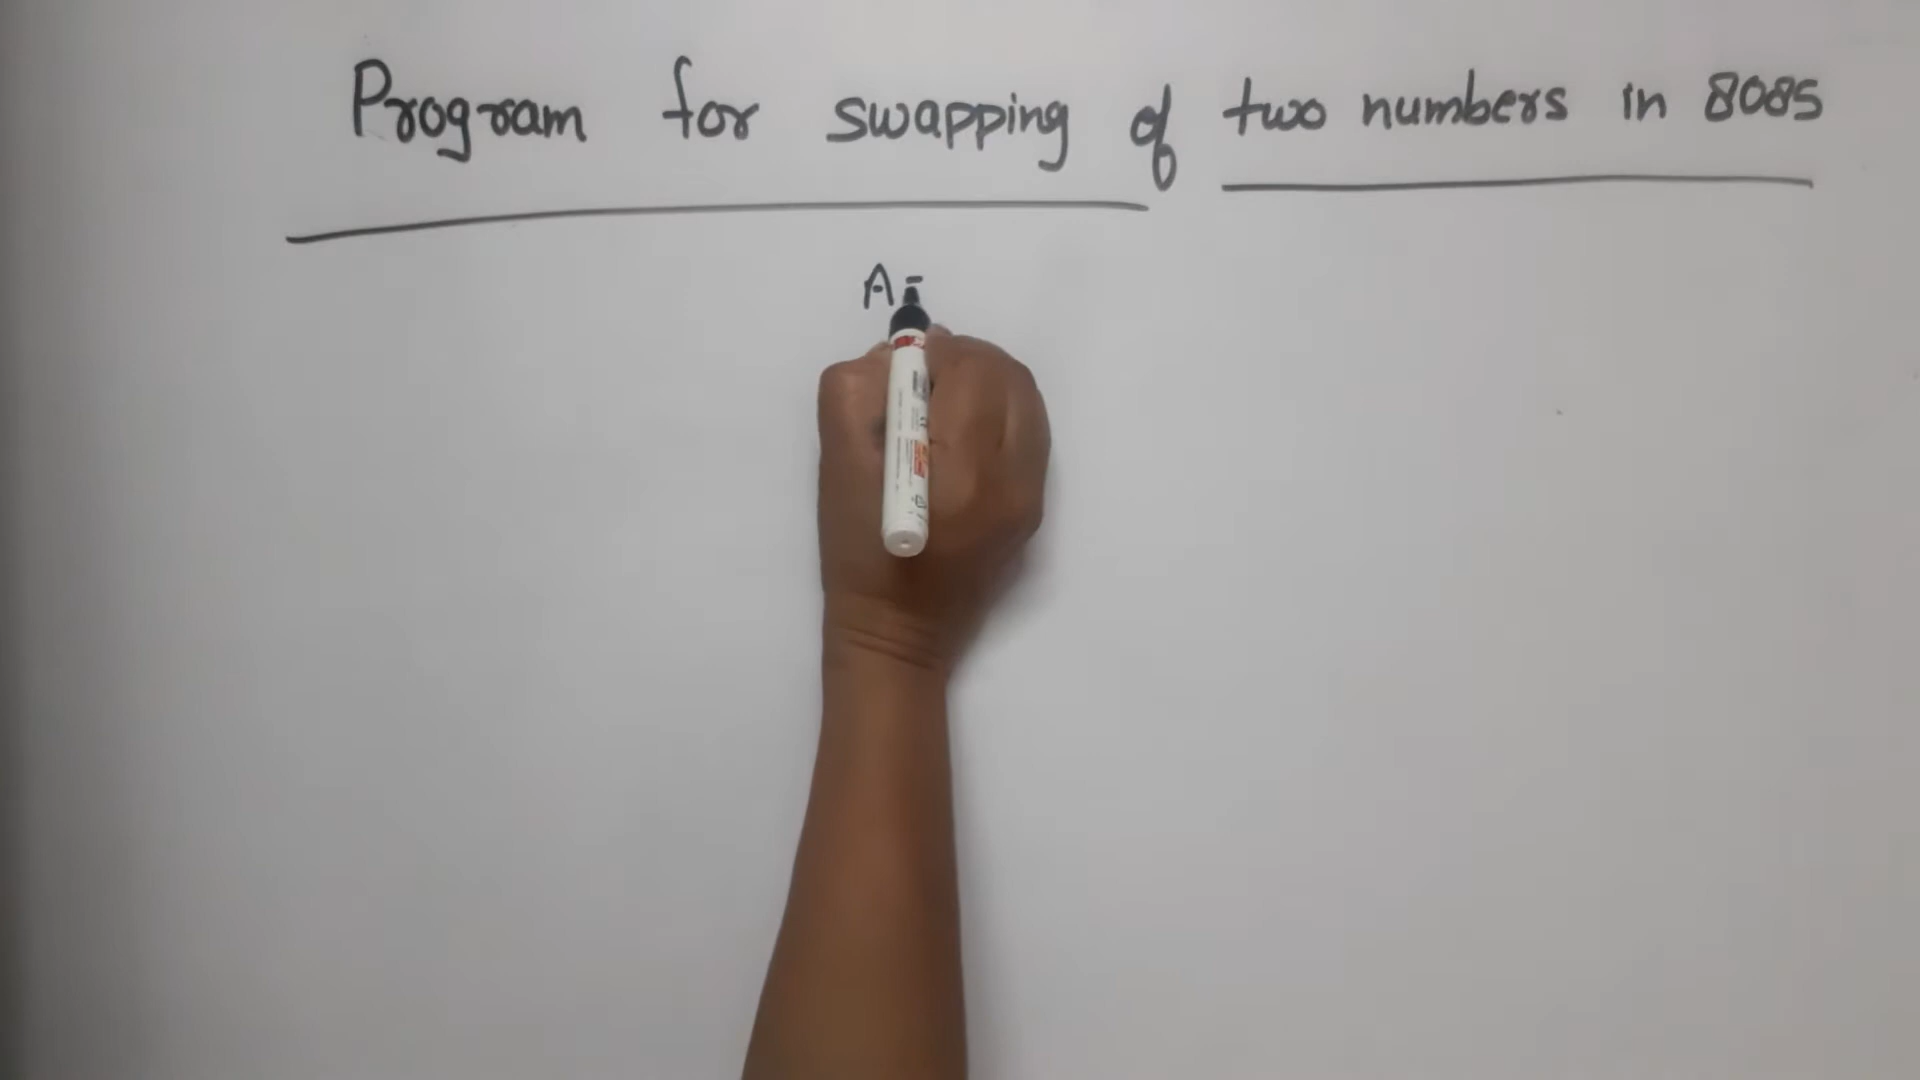 Program for swapping of two numbers in 8085
A =